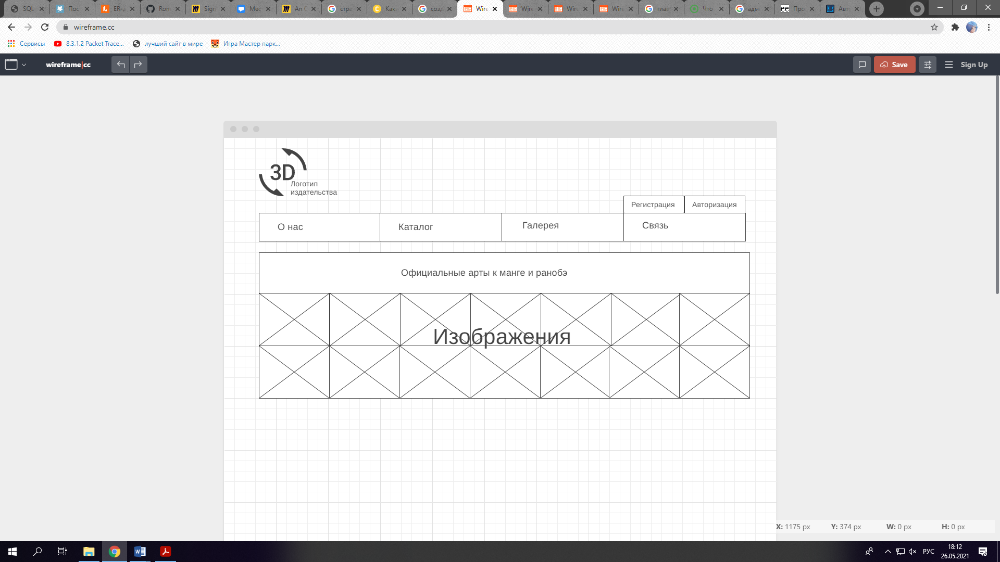 SQL
Пос
ER-д
Ron
Sign
Мес
An C
стра
Каки
созд
Wire
Wire
Wire
Wire
глав
Что
адм
Про
Авт
wireframe.cc
Сервисы
8.3.1.2 Packet Trace...
лучший сайт в мире
Игра Мастер парк...
wireframe|cc
Save
Sign Up
3D
Логотип
издательства
Регистрация
Авторизация
О нас
Каталог
Галерея
Связь
Официальные арты к манге и ранобэ
Изображения
X: 1175 px
Y: 374 px
W: 0 px
H: 0 px
РУС
18:12
26.05.2021